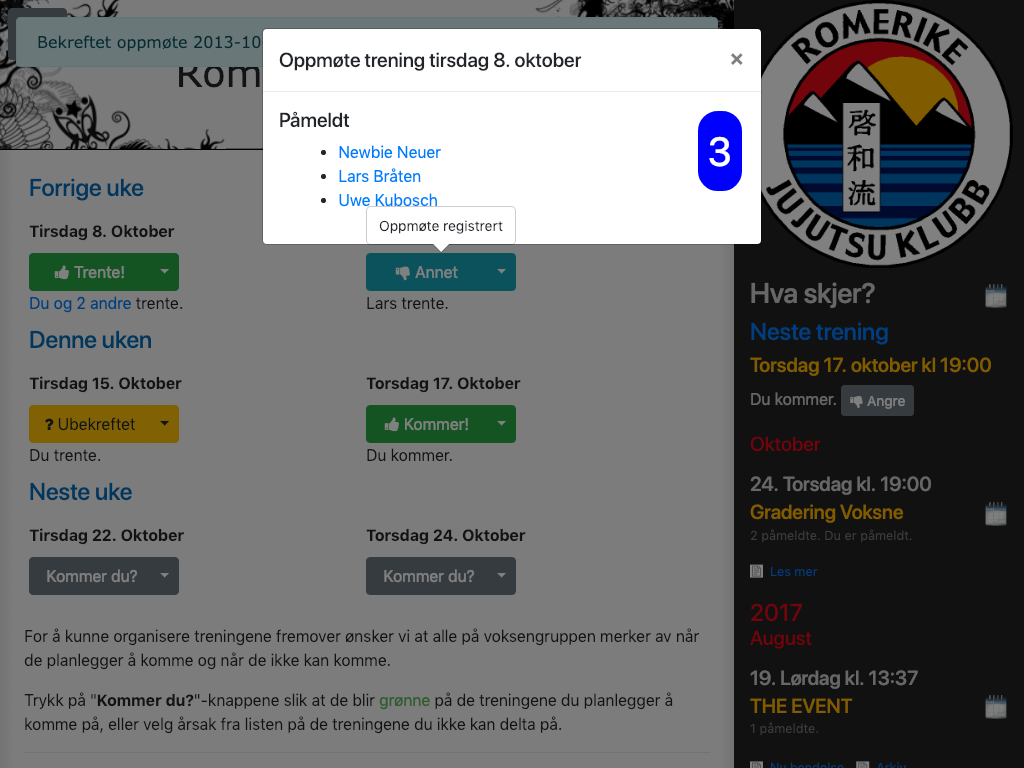 Bekreftet oppmøte 2013-10
Rom
Oppmøte trening tirsdag 8. oktober
×
Påmeldt
Newbie Neuer
Lars Bråten
Uwe Kubosch
3
Oppmøte registrert
Forrige uke
Tirsdag 8. Oktober
Trente!
Annet
Du og 2 andre trente.
Lars trente.
Denne uken
Tirsdag 15. Oktober
Torsdag 17. Oktober
? Ubekreftet
Kommer!
Du trente.
Du kommer.
Neste uke
Tirsdag 22. Oktober
Torsdag 24. Oktober
Kommer du?
Kommer du?
For å kunne organisere treningene fremover ønsker vi at alle på voksengruppen merker av når
de planlegger å komme og når de ikke kan komme.
Trykk på "Kommer du?"-knappene slik at de blir grønne på de treningene du planlegger å
komme på, eller velg årsak fra listen på de treningene du ikke kan delta på.
ROMERIKE
啓和流
JUJUTSU KLUBB
Hva skjer?
Neste trening
Torsdag 17. oktober kl 19:00
Du kommer. Angre
Oktober
24. Torsdag kl. 19:00
Gradering Voksne
2 påmeldte. Du er påmeldt.
Les mer
2017
August
19. Lørdag kl. 13:37
THE EVENT
1 påmeldte.
Ny hendelse Arkiv